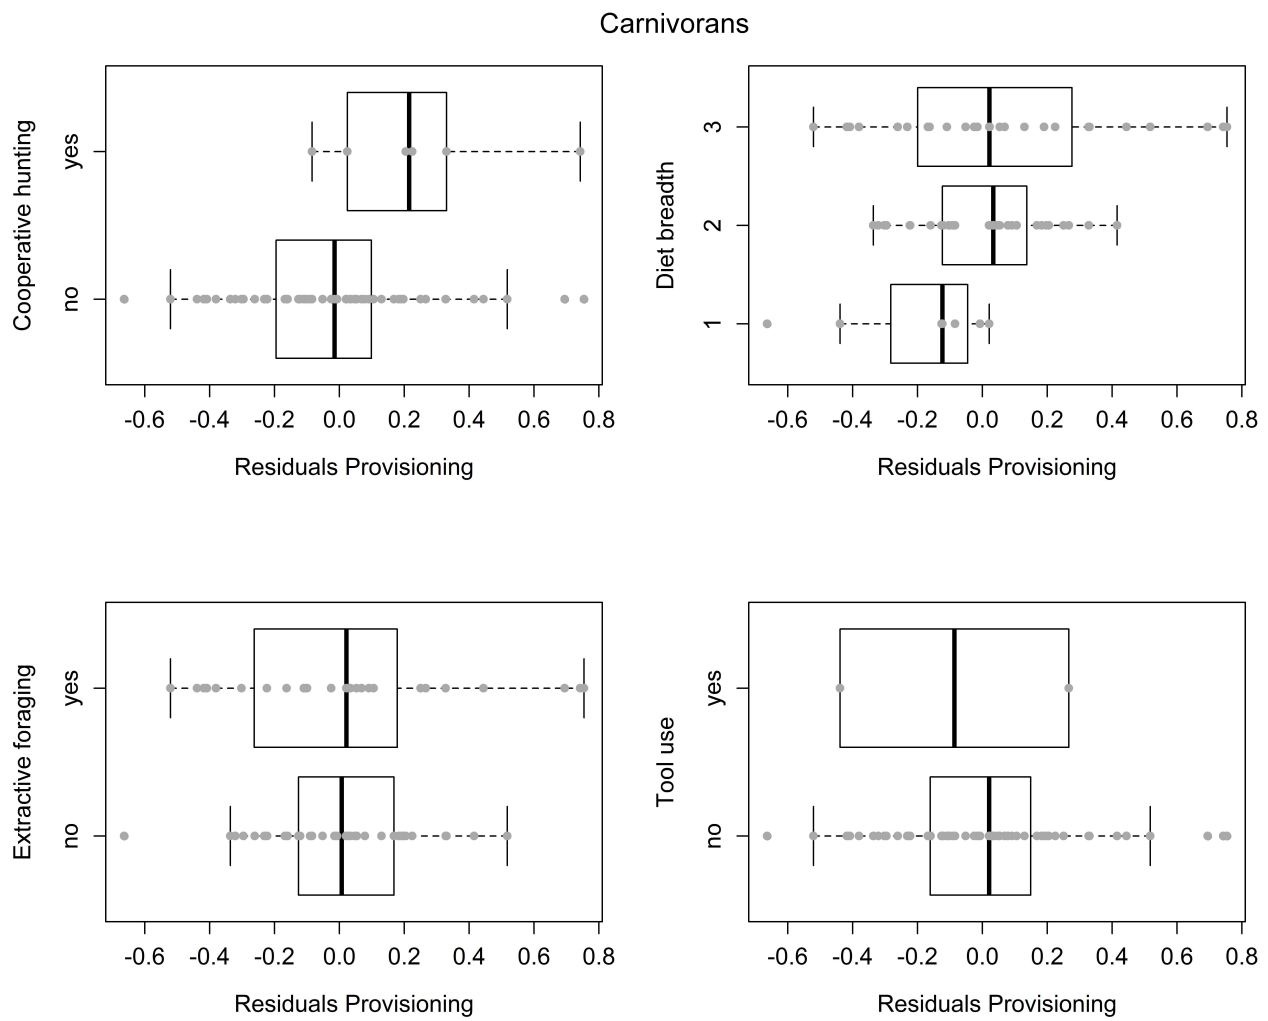 Carnivorans
Cooperative hunting
yes
no
-0.6 -0.4 -0.2 0.0 0.2 0.4 0.6 0.8
Residuals Provisioning
Diet breadth
3
2
1
-0.6 -0.4 -0.2 0.0 0.2 0.4 0.6 0.8
Residuals Provisioning
Extractive foraging
yes
no
-0.6 -0.4 -0.2 0.0 0.2 0.4 0.6 0.8
Residuals Provisioning
Tool use
yes
no
-0.6 -0.4 -0.2 0.0 0.2 0.4 0.6 0.8
Residuals Provisioning